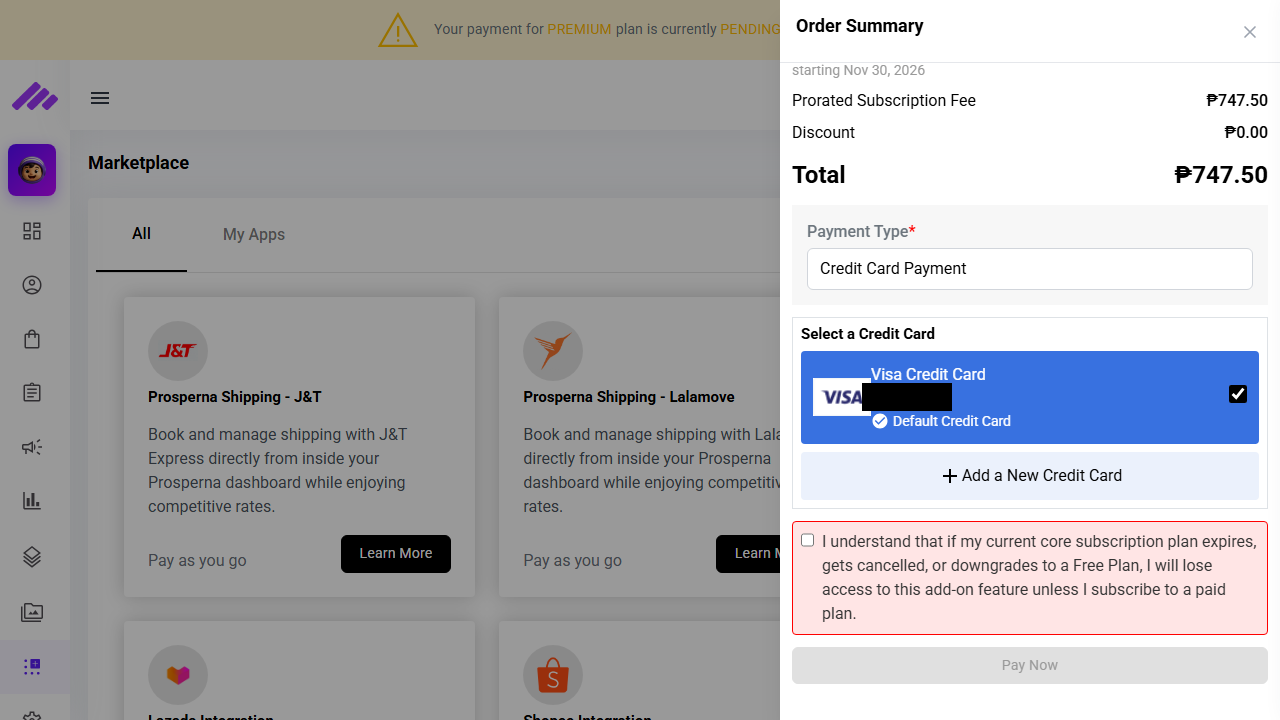 Your payment for PREMIUM plan is currently PENDING
Order Summary
starting Nov 30, 2026
Prorated Subscription Fee ₱747.50
Discount ₱0.00
Total ₱747.50
Payment Type*
Credit Card Payment
Select a Credit Card
VISA
Visa Credit Card
Default Credit Card
Add a New Credit Card
I understand that if my current core subscription plan expires,
gets cancelled, or downgrades to a Free Plan, I will lose
access to this add-on feature unless I subscribe to a paid
plan.
Pay Now
Marketplace
All
My Apps
J&T
Prosperna Shipping - J&T
Book and manage shipping with J&T
Express directly from inside your
Prosperna dashboard while enjoying
competitive rates.
Pay as you go
Learn More
Prosperna Shipping - Lalamove
Book and manage shipping with Lala
directly from inside your Prosperna
dashboard while enjoying competitiv
rates.
Pay as you go
Learn M
Lazada Integration
Shopee Integration